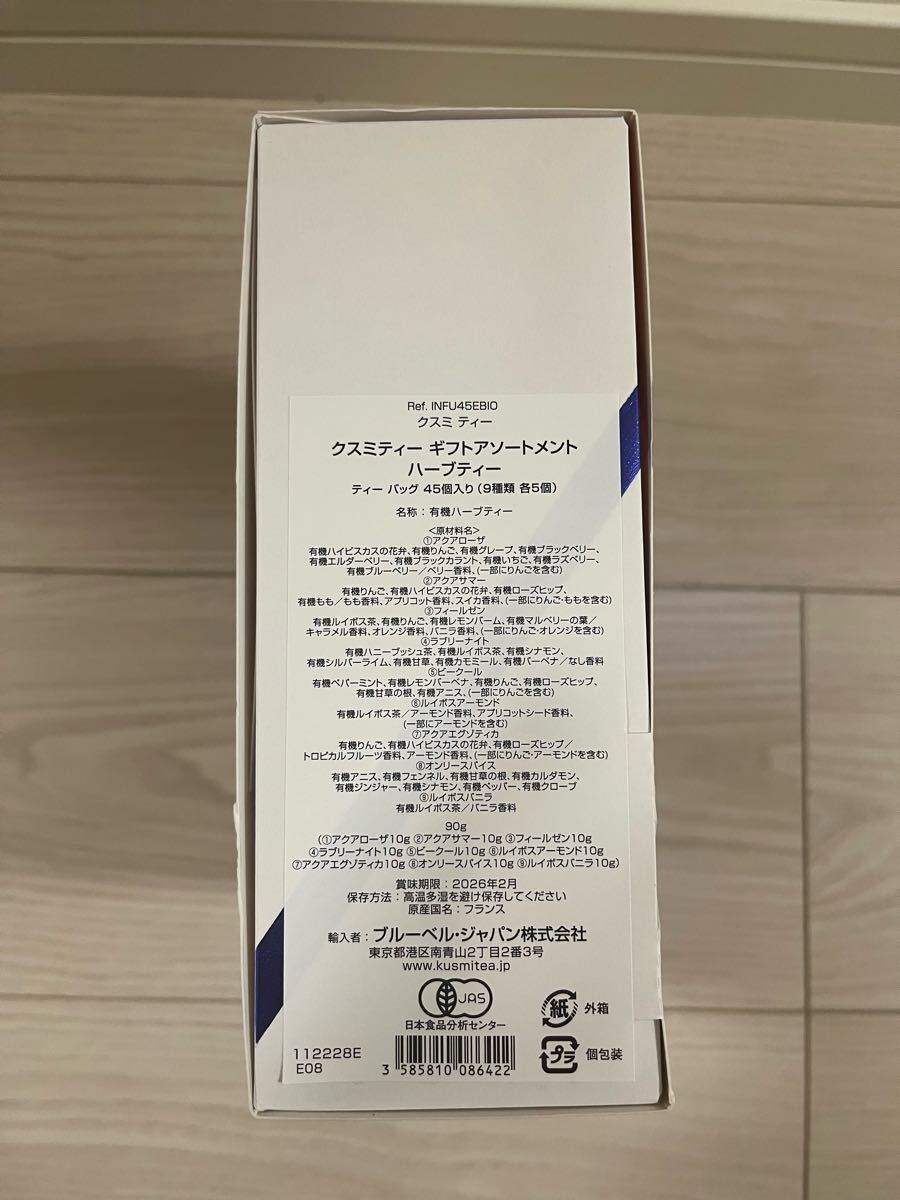 Ref. INFU45EBIO
クスミ ティー
クスミティー ギフトアソートメント
ハーブティー
ティー バッグ 45個入り(9種類 各5個)
名称:有機ハーブティー
<原材料名>
①アクアローザ
有機ハイビスカスの花弁、有機りんご、有機グレープ、有機ブラックベリー、
有機エルダーベリー、有機ブラックカラント、有機いちご、有機ラズベリー、
有機ブルーベリー/ベリー香料、(一部にりんごを含む)
②アクアサマー
有機りんご、有機ハイビスカスの花弁、有機ローズヒップ、
有機もも/もも香料、アプリコット香料、スイカ香料、(一部にりんご・ももを含む)
③フィールゼン
有機ルイボス茶、有機りんご、有機レモンバーム、有機マルベリーの葉/
キャラメル香料、オレンジ香料、バニラ香料、(一部にりんご・オレンジを含む)
④ラブリーナイト
有機ハニーブッシュ茶、有機ルイボス茶、有機シナモン、
有機シルバーライム、有機甘草、有機カモミール、有機バーベナ/なし香料
⑤ビークール
有機ペパーミント、有機レモンバーベナ、有機りんご、有機ローズヒップ、
有機甘草の根、有機アニス、(一部にりんごを含む)
⑥ルイボスアーモンド
有機ルイボス茶/アーモンド香料、アプリコットシード香料、
(一部にアーモンドを含む)
⑦アクアエグゾティカ
有機りんご、有機ハイビスカスの花弁、有機ローズヒップ/
トロピカルフルーツ香料、アーモンド香料、(一部にりんご・アーモンドを含む)
⑧オンリースパイス
有機アニス、有機フェンネル、有機甘草の根、有機カルダモン、
有機ジンジャー、有機シナモン、有機ペッパー、有機クローブ
⑨ルイボスバニラ
有機ルイボス茶/バニラ香料
90g
(①アクアローザ10g ②アクアサマー10g ③フィールゼン10g
④ラブリーナイト10g ⑤ビークール10g ⑥ルイボスアーモンド10g
⑦アクアエグゾティカ10g ⑧オンリースパイス10g ⑨ルイボスバニラ10g)
賞味期限:2026年2月
保存方法:高温多湿を避け保存してください
原産国名:フランス
輸入者:ブルーベル・ジャパン株式会社
東京都港区南青山2丁目2番3号
www.kusmitea.jp
JAS
日本食品分析センター
紙 外箱
プラ 個包装
112228E
E08
3 585810 086422